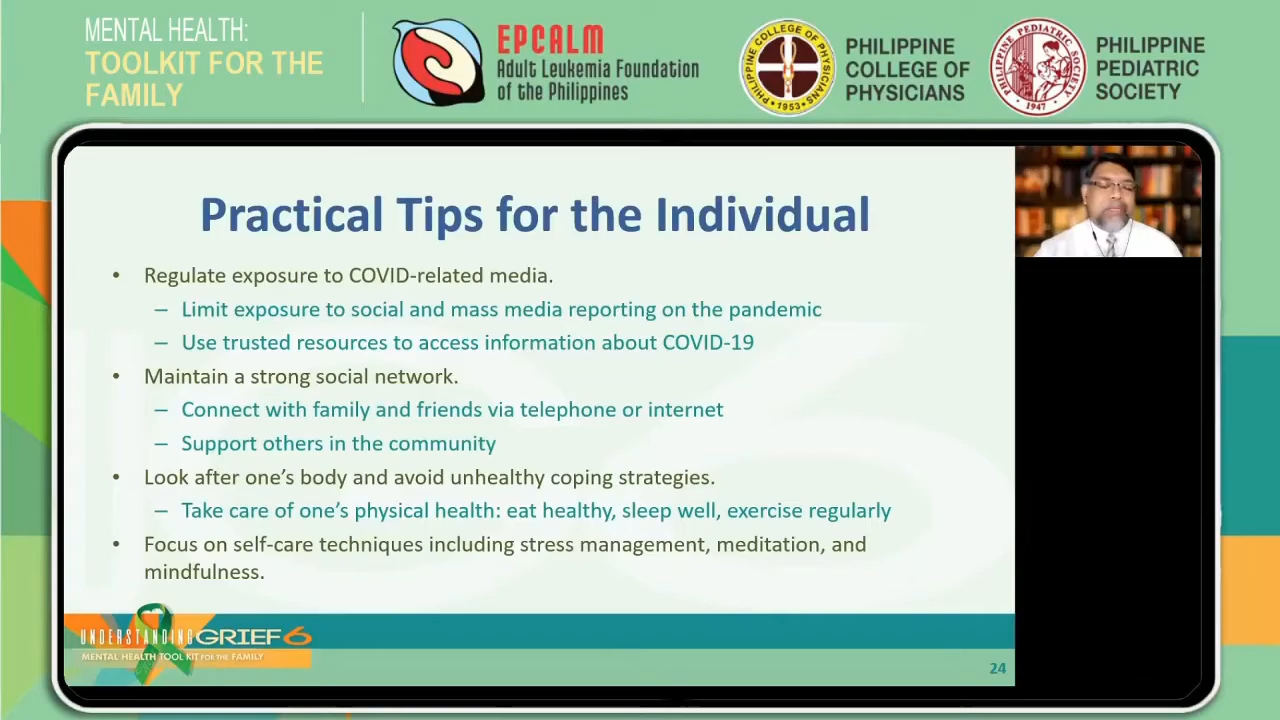 MENTAL HEALTH:
TOOLKIT FOR THE
FAMILY
EPCALM
Adult Leukemia Foundation
of the Philippines
PHILIPPINE COLLEGE OF PHYSICIANS
1953
PHILIPPINE
COLLEGE OF
PHYSICIANS
PHILIPPINE PEDIATRIC SOCIETY
1947
PHILIPPINE
PEDIATRIC
SOCIETY
Practical Tips for the Individual
• Regulate exposure to COVID-related media.
– Limit exposure to social and mass media reporting on the pandemic
– Use trusted resources to access information about COVID-19
• Maintain a strong social network.
– Connect with family and friends via telephone or internet
– Support others in the community
• Look after one’s body and avoid unhealthy coping strategies.
– Take care of one’s physical health: eat healthy, sleep well, exercise regularly
• Focus on self-care techniques including stress management, meditation, and
mindfulness.
UNDERSTANDING GRIEF 6
MENTAL HEALTH TOOL KIT FOR THE FAMILY
24